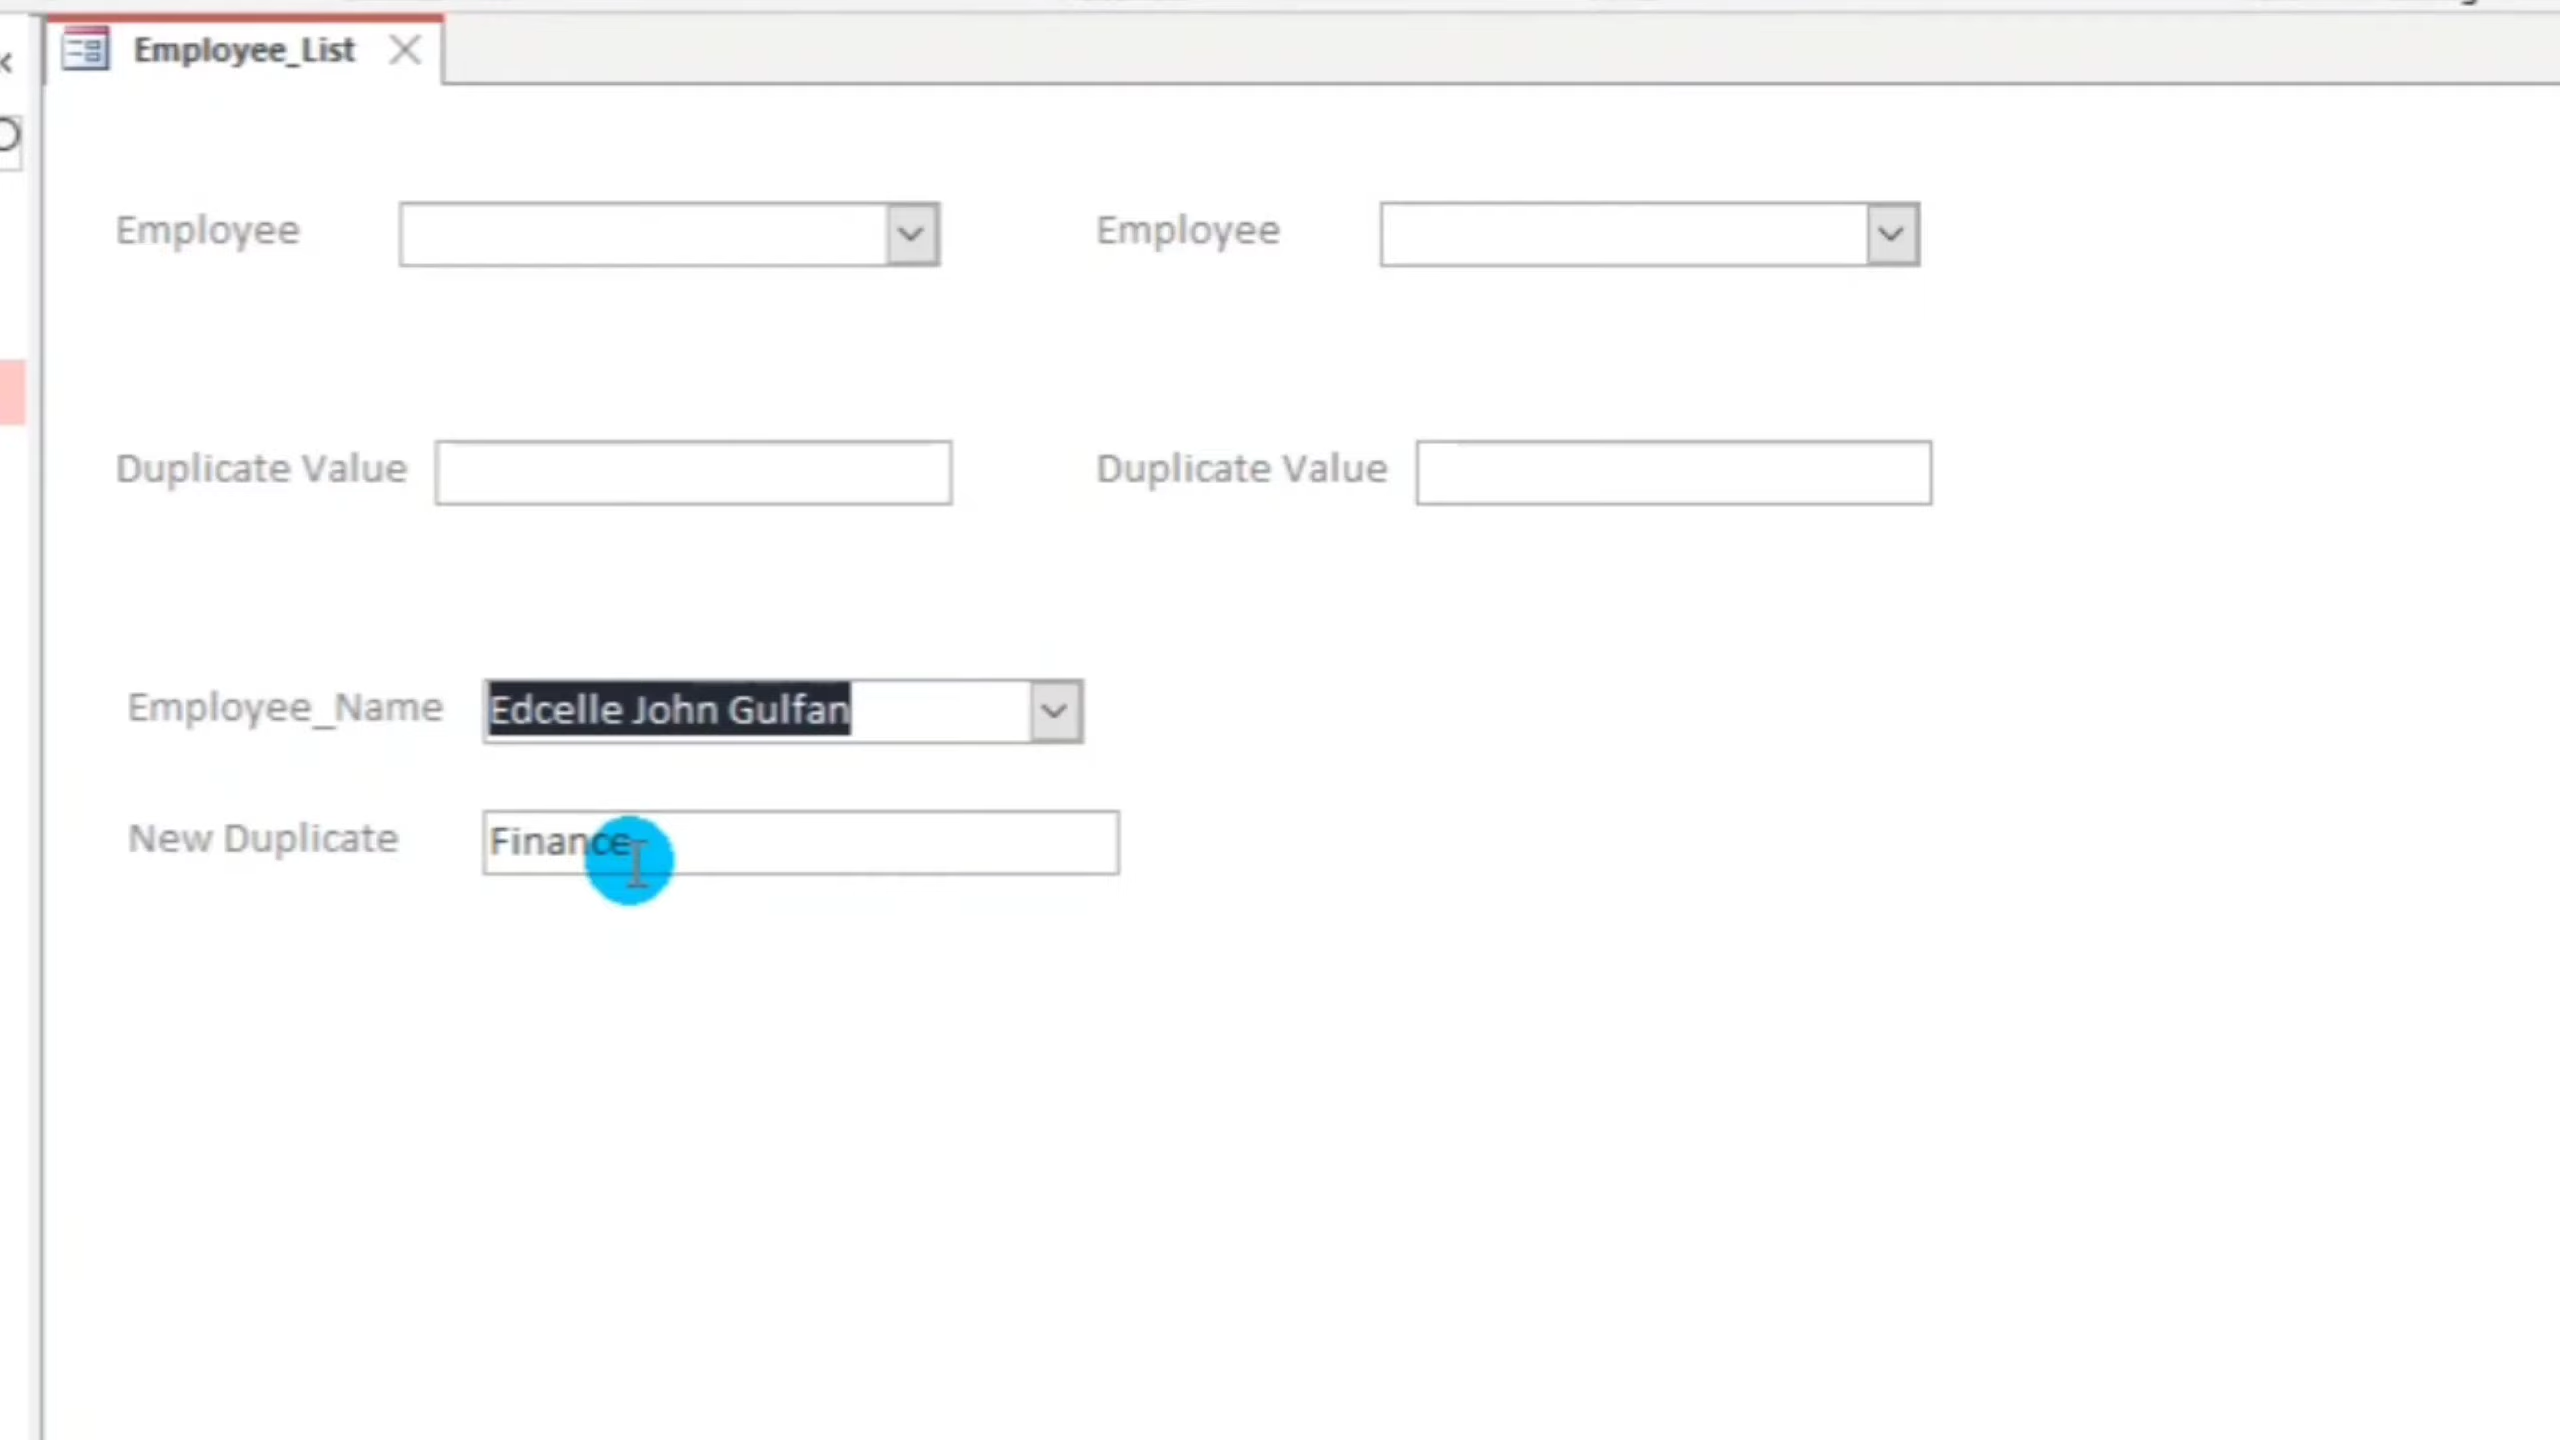 Employee_List
Employee
Employee
Duplicate Value
Duplicate Value
Employee_Name Edcelle John Gulfan
New Duplicate Finance